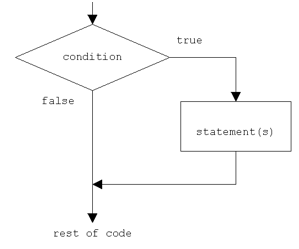 true
condition
false
statement(s)
rest of code